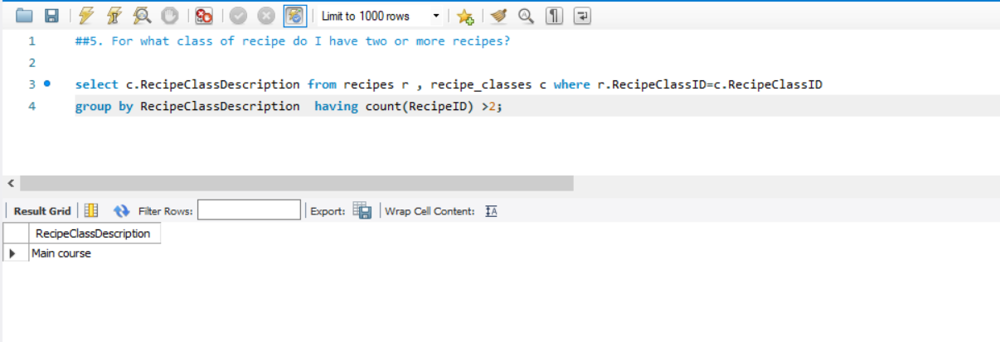 Limit to 1000 rows
1 ##5. For what class of recipe do I have two or more recipes?
2
3 select c.RecipeClassDescription from recipes r , recipe_classes c where r.RecipeClassID=c.RecipeClassID
4 group by RecipeClassDescription  having count(RecipeID) >2;
Result Grid Filter Rows: Export: Wrap Cell Content:
RecipeClassDescription
Main course